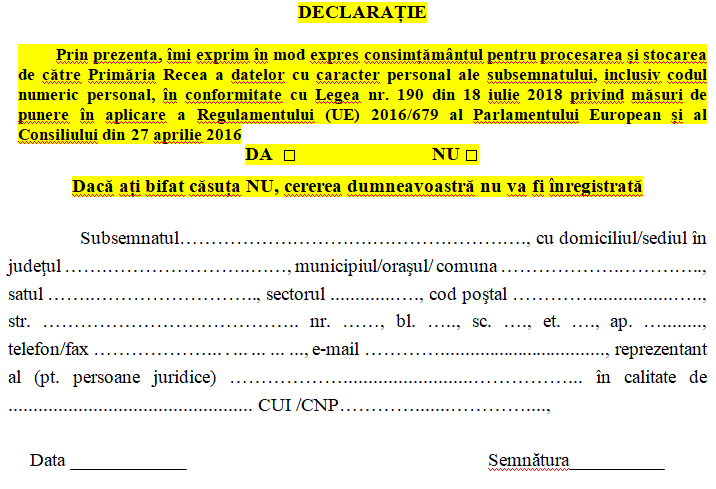 DECLARAȚIE
Prin prezenta, îmi exprim în mod expres consimtământul pentru procesarea și stocarea
de către Primăria Recea a datelor cu caracter personal ale subsemnatului, inclusiv codul
numeric personal, în conformitate cu Legea nr. 190 din 18 iulie 2018 privind măsuri de
punere în aplicare a Regulamentului (UE) 2016/679 al Parlamentului European și al
Consiliului din 27 aprilie 2016
DA □ NU □
Dacă ați bifat căsuța NU, cererea dumneavoastră nu va fi înregistrată
Subsemnatul……………………………………………….…, cu domiciliul/sediul în
județul ……………………………, municipiul/orașul/ comuna ……………………………..,
satul …………………………….., sectorul ..............…., cod poștal …………......................…..,
str. ………………………………….. nr. ……, bl. ….., sc. …., et. …., ap. …........,
telefon/fax …………………………..., e-mail …………..................................., reprezentant
al (pt. persoane juridice) ………………............................……………... în calitate de
................................................. CUI /CNP………….......…………....,
Data ____________ Semnătura__________